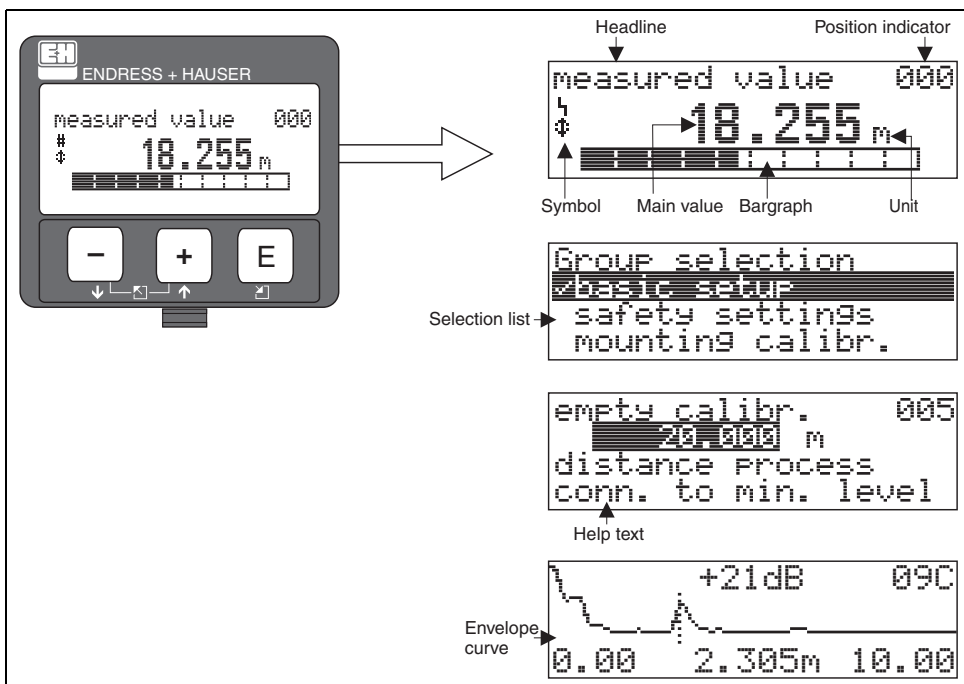 ENDRESS + HAUSER
measured value 000
18.255 m
- + E
Headline
Position indicator
measured value 000
18.255 m
Symbol
Main value
Bargraph
Unit
Group selection
basic setup
safety settings
mounting calibr.
Selection list
empty calibr. 005
20.000 m
distance process
conn. to min. level
Help text
+21dB 09C
Envelope
curve
0.00 2.305m 10.00